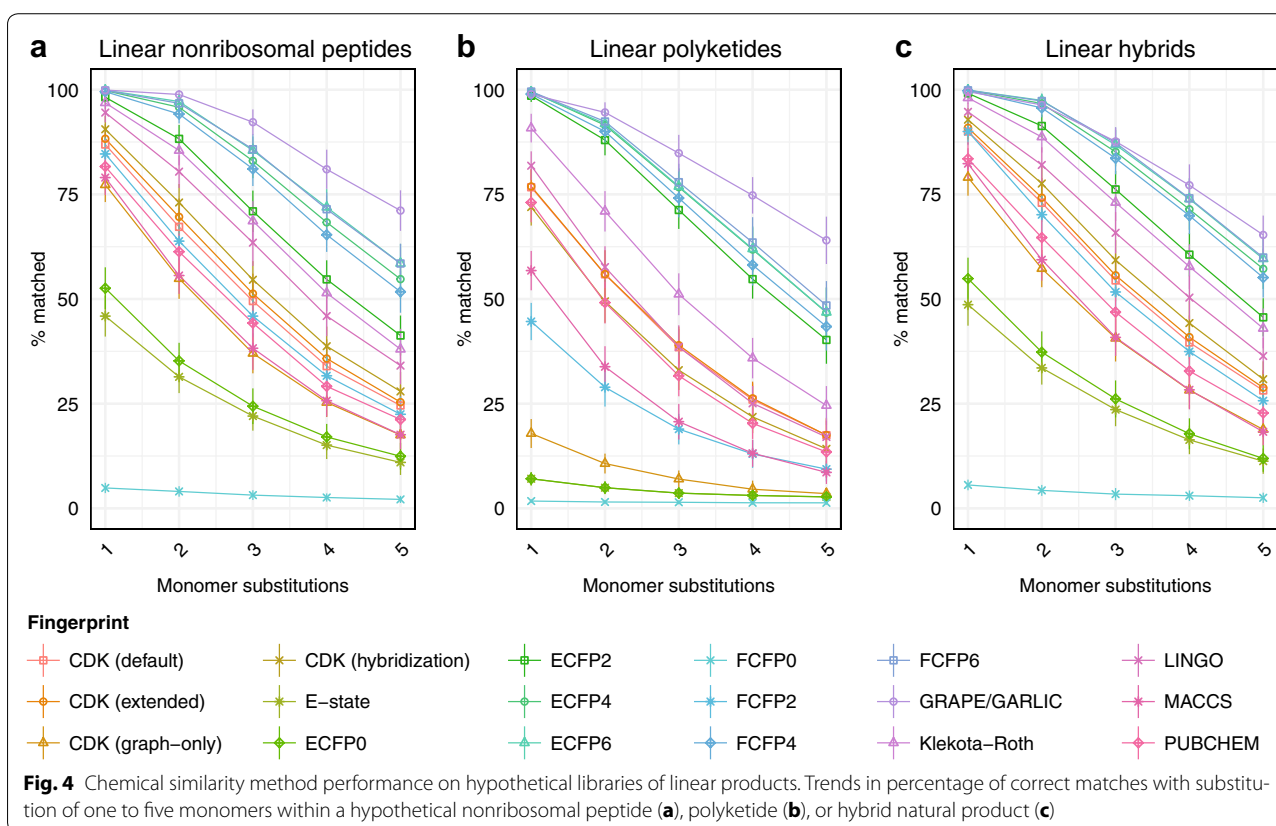 a Linear nonribosomal peptides
b Linear polyketides
c Linear hybrids
% matched
100
75
50
25
0
1 2 3 4 5
Monomer substitutions
% matched
100
75
50
25
0
1 2 3 4 5
Monomer substitutions
% matched
100
75
50
25
0
1 2 3 4 5
Monomer substitutions
Fingerprint
CDK (default)
CDK (extended)
CDK (graph−only)
CDK (hybridization)
E−state
ECFP0
ECFP2
ECFP4
ECFP6
FCFP0
FCFP2
FCFP4
FCFP6
GRAPE/GARLIC
Klekota−Roth
LINGO
MACCS
PUBCHEM
Fig. 4 Chemical similarity method performance on hypothetical libraries of linear products. Trends in percentage of correct matches with substitu-
tion of one to five monomers within a hypothetical nonribosomal peptide (a), polyketide (b), or hybrid natural product (c)